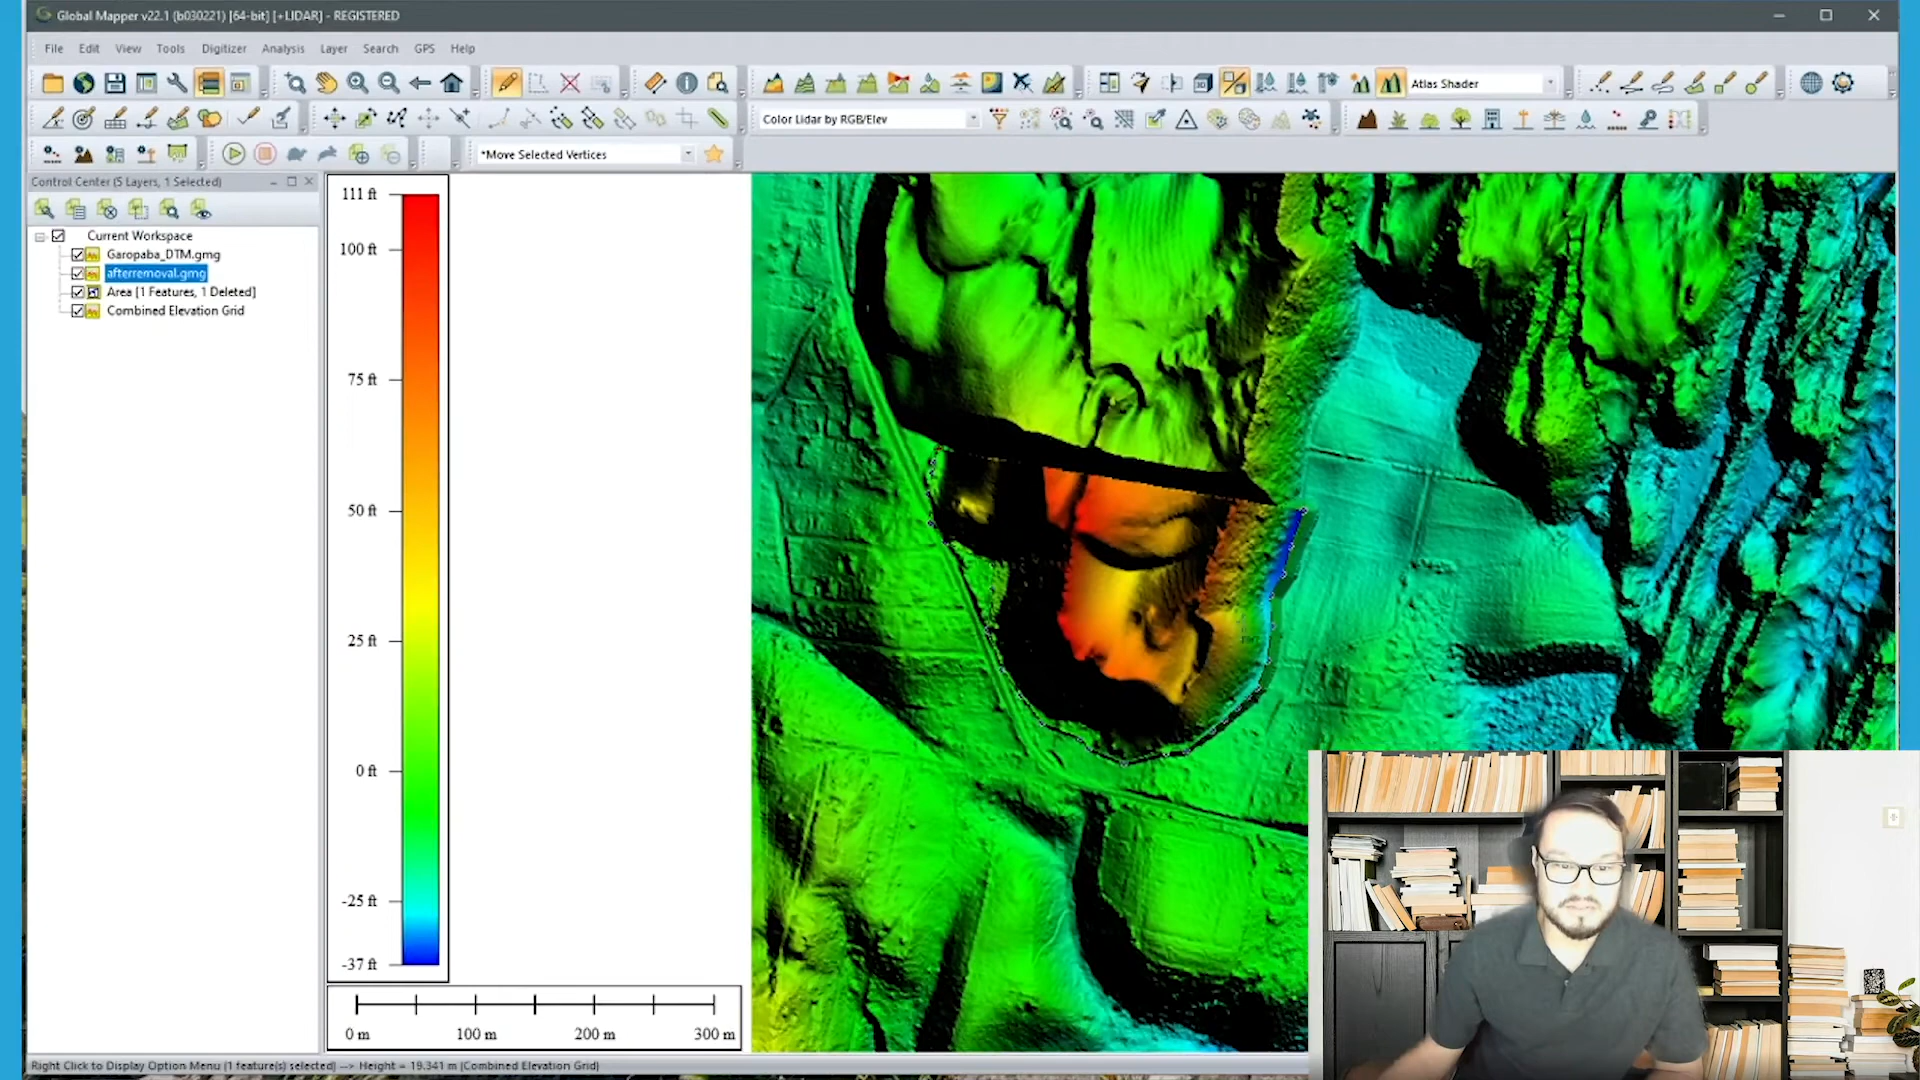 Global Mapper v22.1 (b030221) [64-bit] [+LIDAR] - REGISTERED
File Edit View Tools Digitizer Analysis Layer Search GPS Help
Atlas Shader
Color Lidar by RGB/Elev
*Move Selected Vertices
Control Center (5 Layers, 1 Selected)
Current Workspace
Garopaba_DTM.gmg
afterremoval.gmg
Area [1 Features, 1 Deleted]
Combined Elevation Grid
111 ft
100 ft
75 ft
50 ft
25 ft
0 ft
-25 ft
-37 ft
0 m 100 m 200 m 300 m
Right Click to Display Option Menu (1 feature(s) selected) --> Height = 19.341 m (Combined Elevation Grid)